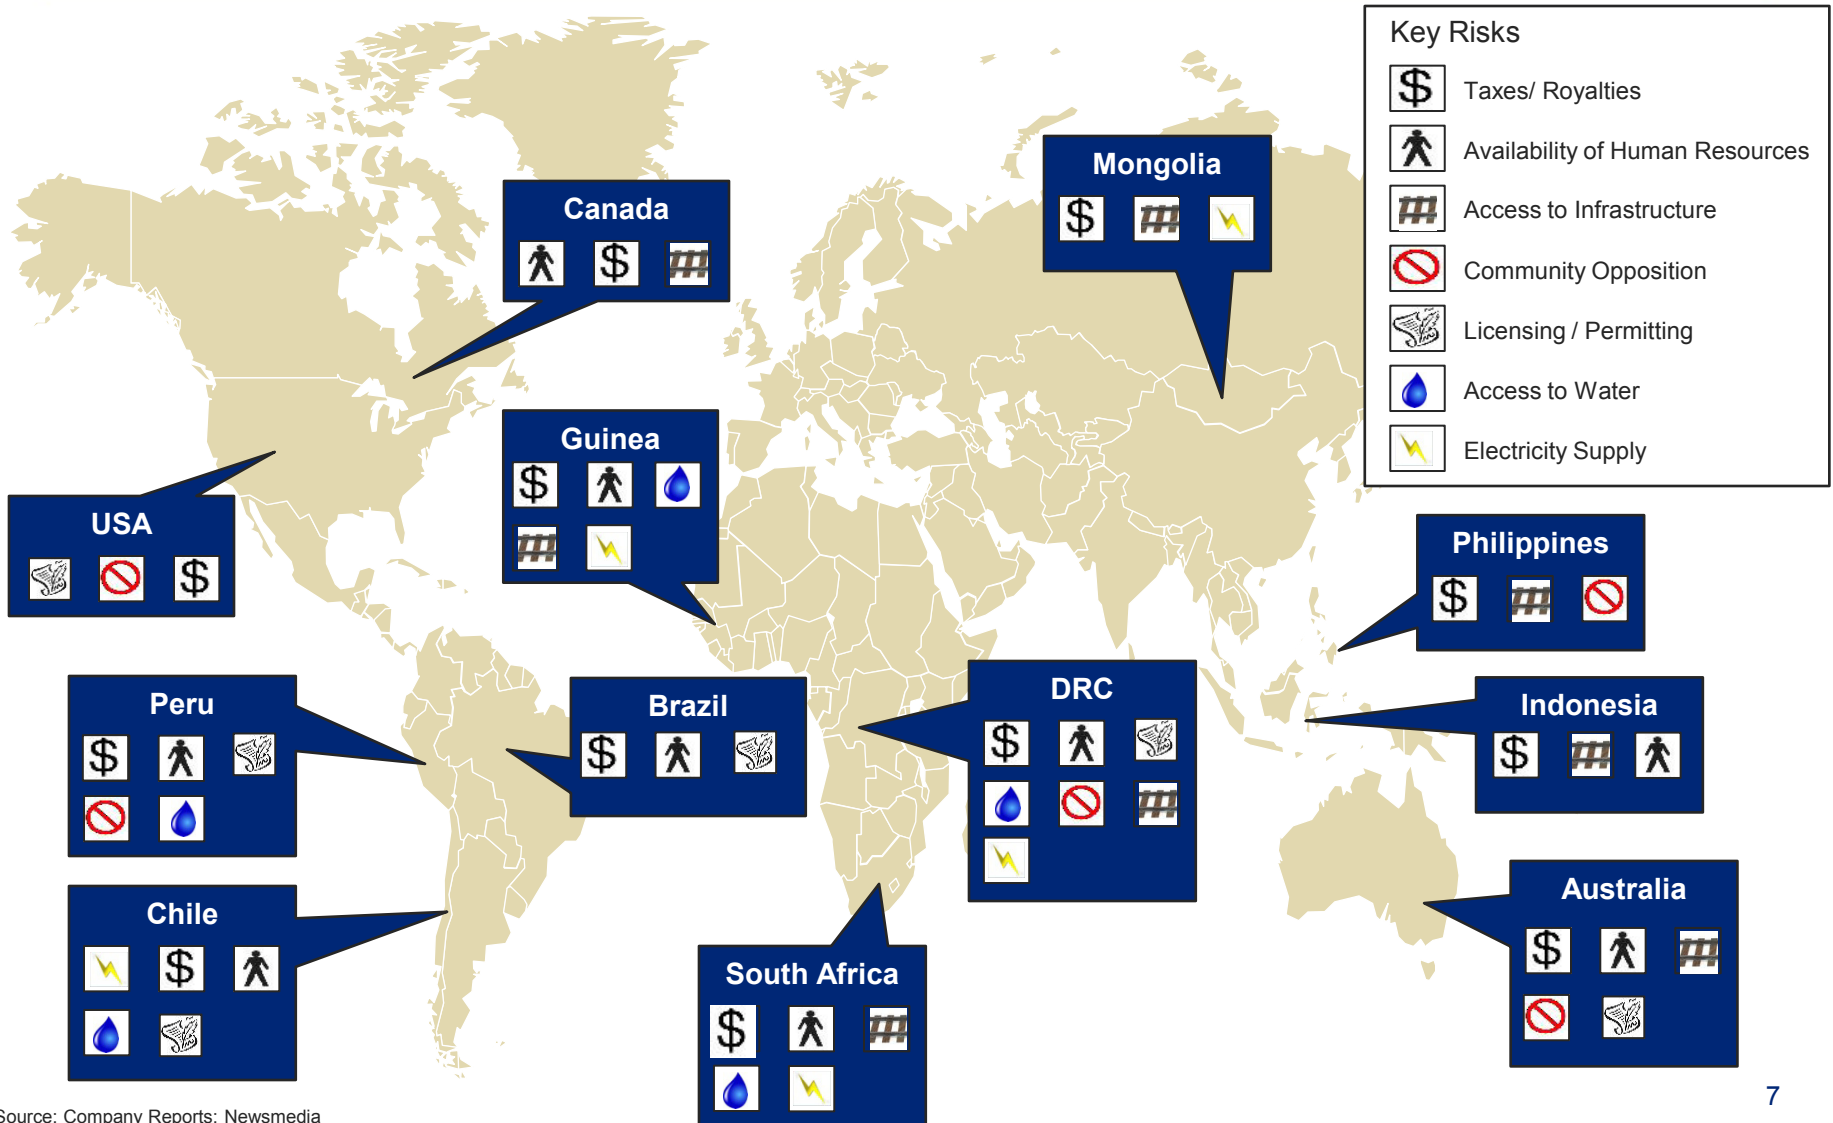 Key Risks
$ Taxes/ Royalties
Availability of Human Resources
Access to Infrastructure
Community Opposition
Licensing / Permitting
Access to Water
Electricity Supply
Mongolia
$
Canada
$
Guinea
$
USA
$
Philippines
$
Peru
$
Brazil
$
DRC
$
Indonesia
$
Chile
$
South Africa
$
Australia
$
7
Source: Company Reports; Newsmedia